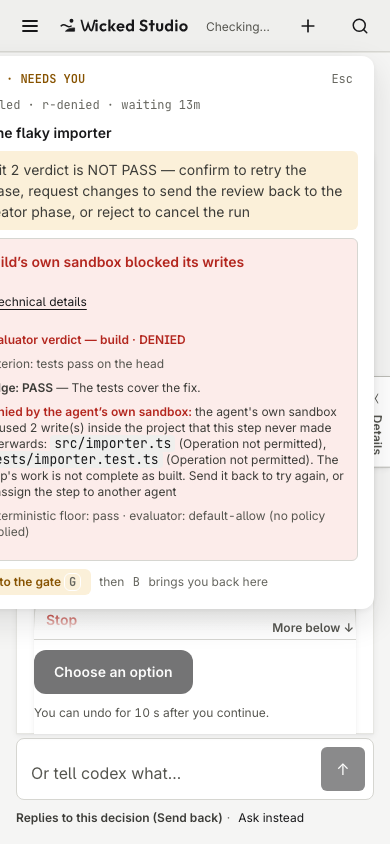 Wicked Studio Checking...
· NEEDS YOU Esc
led · r-denied · waiting 13m
ne flaky importer
it 2 verdict is NOT PASS — confirm to retry the
ase, request changes to send the review back to the
eator phase, or reject to cancel the run
ild's own sandbox blocked its writes
echnical details
aluator verdict — build · DENIED
terion: tests pass on the head
dge: PASS — The tests cover the fix.
nied by the agent's own sandbox: the agent's own sandbox
used 2 write(s) inside the project that this step never made
erwards: src/importer.ts (Operation not permitted),
ests/importer.test.ts (Operation not permitted). The
p's work is not complete as built. Send it back to try again, or
assign the step to another agent
terministic floor: pass · evaluator: default-allow (no policy
plied)
to the gate G then B brings you back here
Details
Stop
More below ↓
Choose an option
You can undo for 10 s after you continue.
Or tell codex what...
Replies to this decision (Send back) · Ask instead